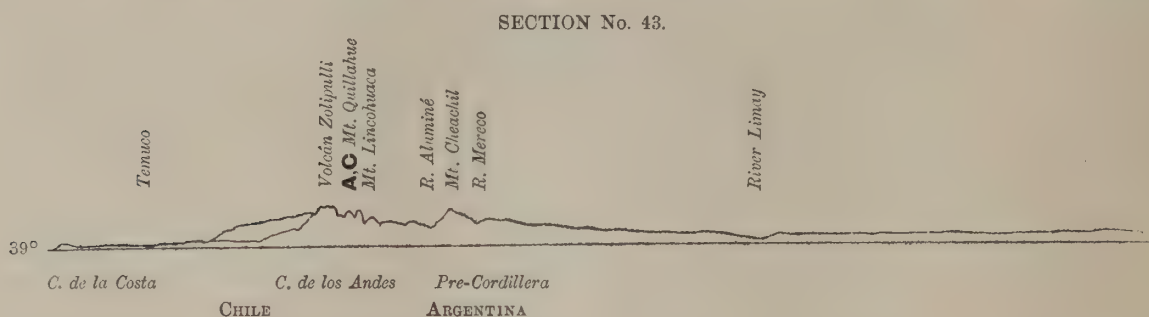 SECTION No. 43.
Temuco
Volcán Zolipulli
A,C Mt. Quillahue
Mt. Lincohuaca
R. Aluminé
Mt. Cheachil
R. Mereco
River Limay
39°
C. de la Costa
C. de los Andes
Pre-Cordillera
CHILE
ARGENTINA